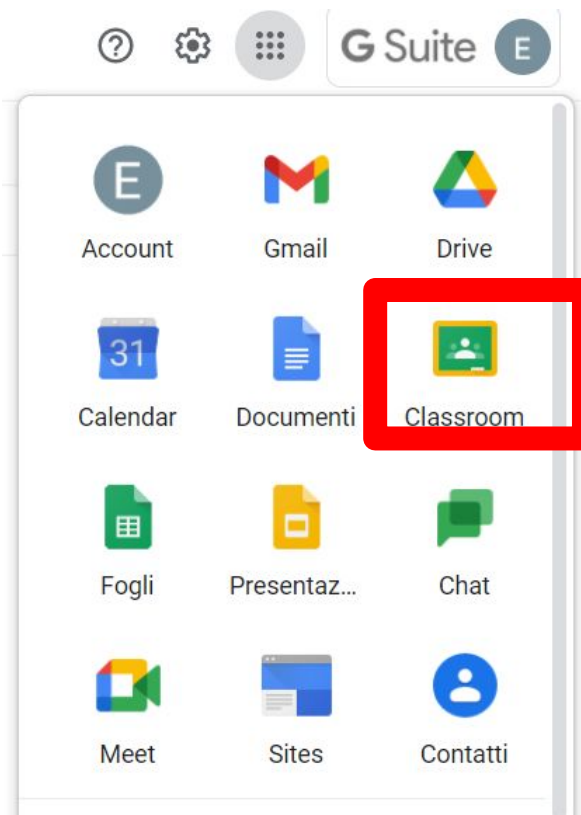 G Suite E
E
Account Gmail Drive
31
Calendar Documenti Classroom
Fogli Presentaz... Chat
Meet Sites Contatti